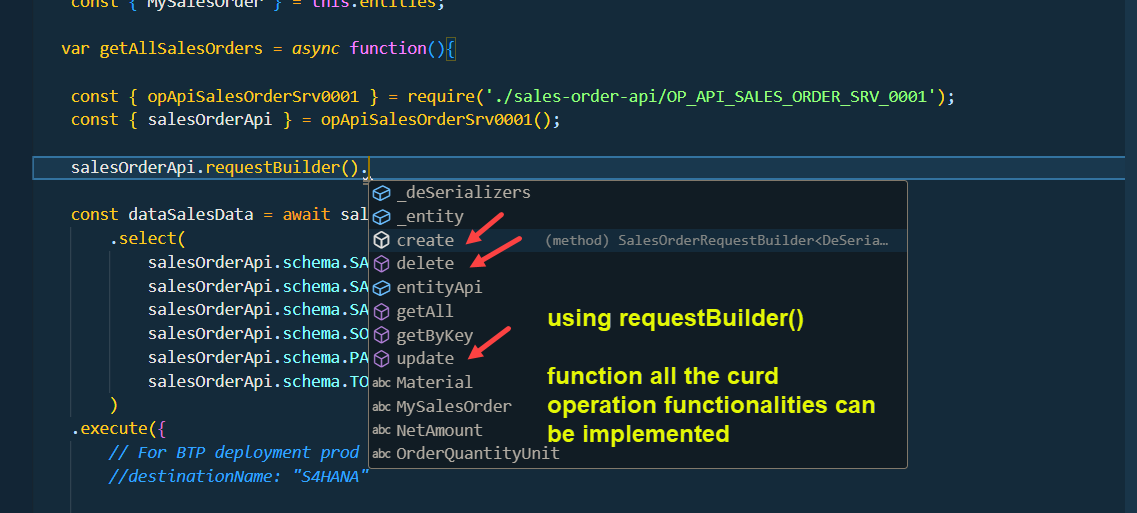 const { MySalesOrder } = this.entities;
var getAllSalesOrders = async function(){
const { opApiSalesOrderSrv0001 } = require('./sales-order-api/OP_API_SALES_ORDER_SRV_0001');
const { salesOrderApi } = opApiSalesOrderSrv0001();
salesOrderApi.requestBuilder().
_deSerializers
const dataSalesData = await sal
_entity
.select(
create (method) SalesOrderRequestBuilder<DeSeria…
salesOrderApi.schema.SA
delete
salesOrderApi.schema.SA
entityApi
salesOrderApi.schema.SA
getAll
using requestBuilder()
salesOrderApi.schema.SO
getByKey
salesOrderApi.schema.PA
update
function all the curd
salesOrderApi.schema.TO
Material
operation functionalities can
)
MySalesOrder
be implemented
.execute({
NetAmount
// For BTP deployment prod
OrderQuantityUnit
//destinationName: "S4HANA"
abc
abc
abc
abc